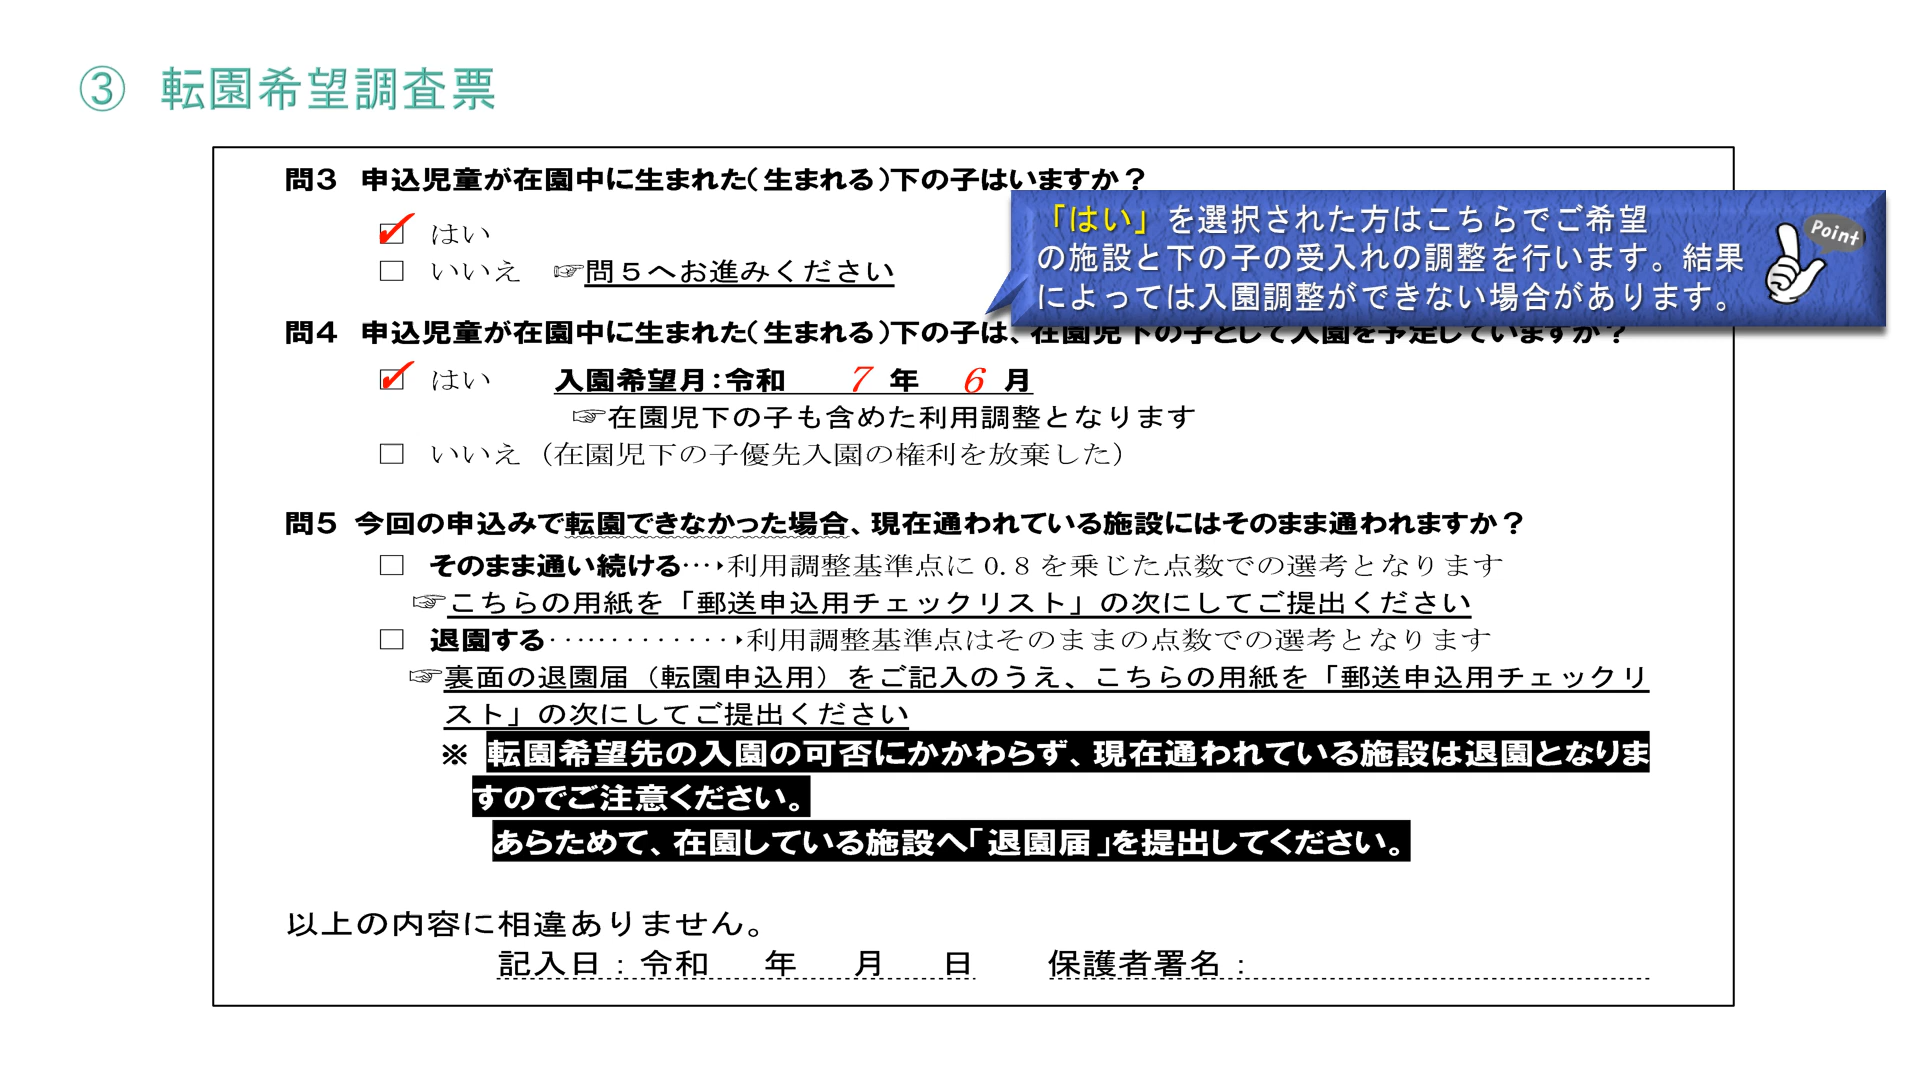 ③ 転園希望調査票
問3 申込児童が在園中に生まれた(生まれる)下の子はいますか？
☑ はい
□ いいえ ☞問５へお進みください
「はい」を選択された方はこちらでご希望
の施設と下の子の受入れの調整を行います。結果
によっては入園調整ができない場合があります。
Point
問4 申込児童が在園中に生まれた(生まれる)下の子は、在園児下の子として入園を予定していますか？
☑ はい 入園希望月：令和 7 年 6 月
☞在園児下の子も含めた利用調整となります
□ いいえ（在園児下の子優先入園の権利を放棄した）
問5 今回の申込みで転園できなかった場合、現在通われている施設にはそのまま通われますか？
□ そのまま通い続ける…▸利用調整基準点に 0.8 を乗じた点数での選考となります
☞こちらの用紙を「郵送申込用チェックリスト」の次にしてご提出ください
□ 退園する････････････▸利用調整基準点はそのままの点数での選考となります
☞裏面の退園届（転園申込用）をご記入のうえ、こちらの用紙を「郵送申込用チェックリ
スト」の次にしてご提出ください
※ 転園希望先の入園の可否にかかわらず、現在通われている施設は退園となりま
すのでご注意ください。
あらためて、在園している施設へ「退園届」を提出してください。
以上の内容に相違ありません。
記入日：令和 年 月 日 保護者署名：